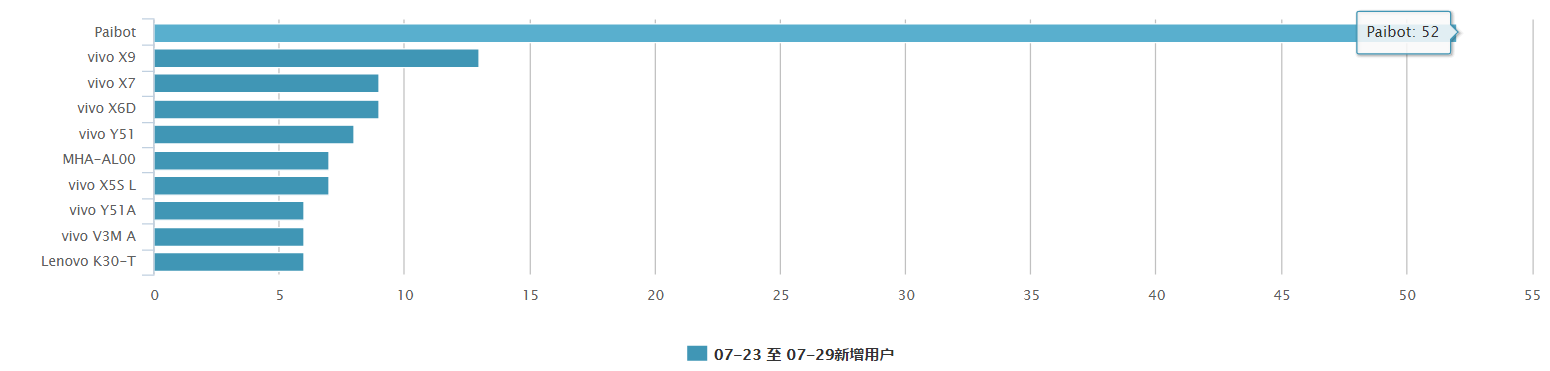 Paibot
Paibot: 52
vivo X9
vivo X7
vivo X6D
vivo Y51
MHA-AL00
vivo X5S L
vivo Y51A
vivo V3M A
Lenovo K30-T
0 5 10 15 20 25 30 35 40 45 50 55
07-23 至 07-29新增用户